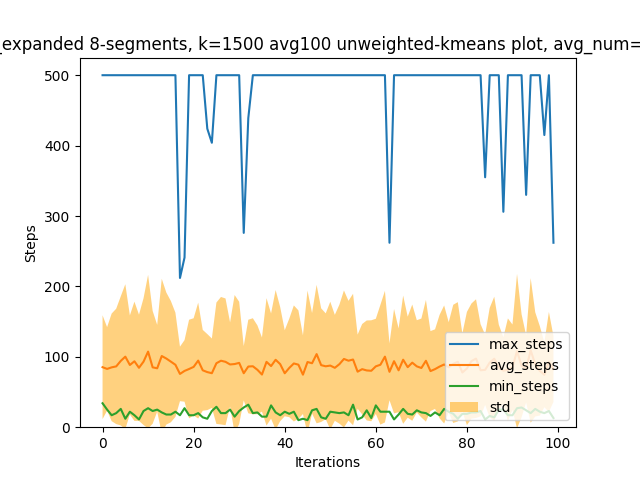 _expanded 8-segments, k=1500 avg100 unweighted-kmeans plot, avg_num=
500
400
300
200
100
0
Steps
max_steps
avg_steps
min_steps
std
0 20 40 60 80 100
Iterations